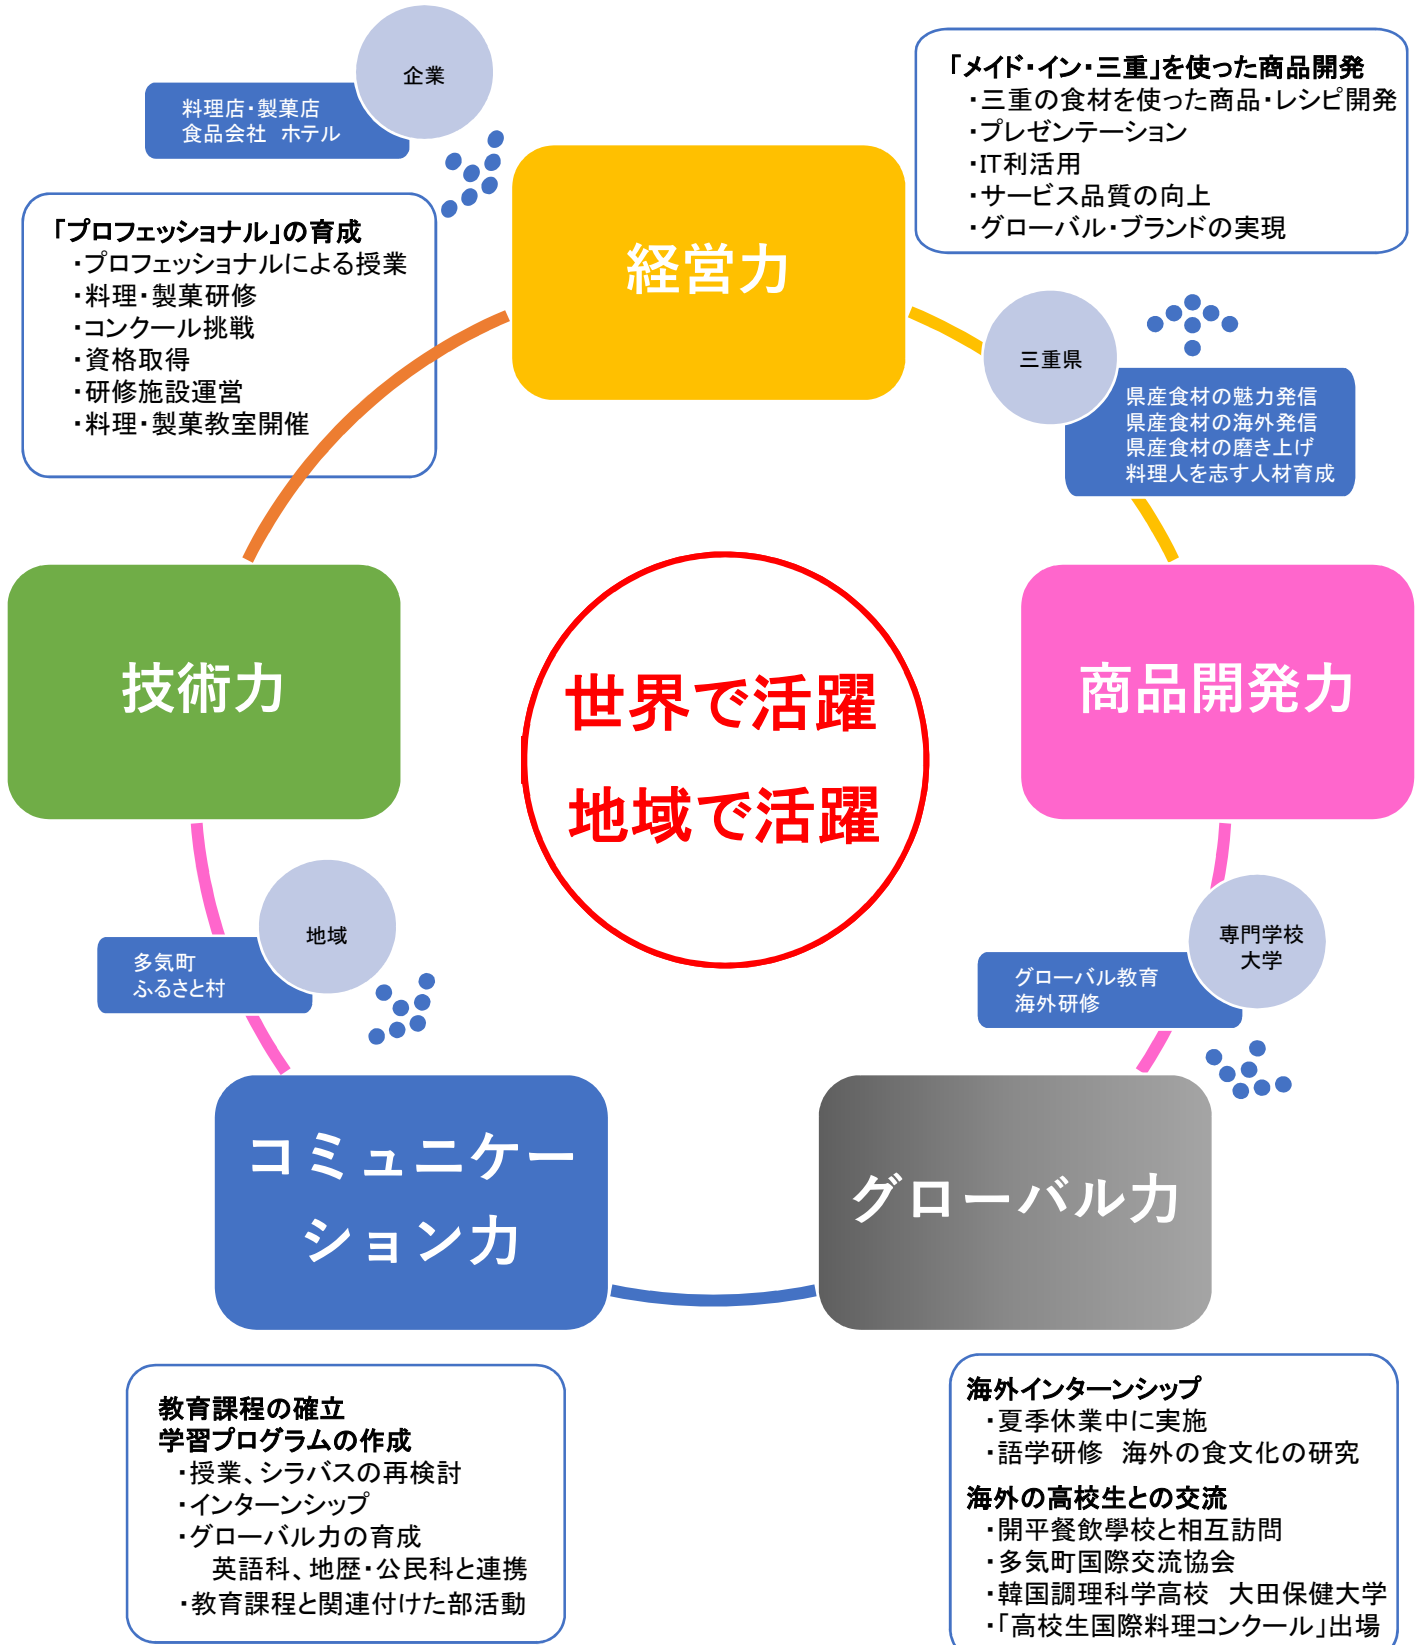 企業
料理店・製菓店
食品会社　ホテル
「メイド・イン・三重」を使った商品開発
・三重の食材を使った商品・レシピ開発
・プレゼンテーション
・IT利活用
・サービス品質の向上
・グローバル・ブランドの実現
「プロフェッショナル」の育成
・プロフェッショナルによる授業
・料理・製菓研修
・コンクール挑戦
・資格取得
・研修施設運営
・料理・製菓教室開催
経営力
三重県
県産食材の魅力発信
県産食材の海外発信
県産食材の磨き上げ
料理人を志す人材育成
技術力
世界で活躍
地域で活躍
商品開発力
地域
多気町
ふるさと村
専門学校
大学
グローバル教育
海外研修
コミュニケー
ション力
グローバル力
教育課程の確立
学習プログラムの作成
・授業、シラバスの再検討
・インターンシップ
・グローバル力の育成
英語科、地歴・公民科と連携
・教育課程と関連付けた部活動
海外インターンシップ
・夏季休業中に実施
・語学研修　海外の食文化の研究
海外の高校生との交流
・開平餐飲學校と相互訪問
・多気町国際交流協会
・韓国調理科学高校　大田保健大学
・「高校生国際料理コンクール」出場